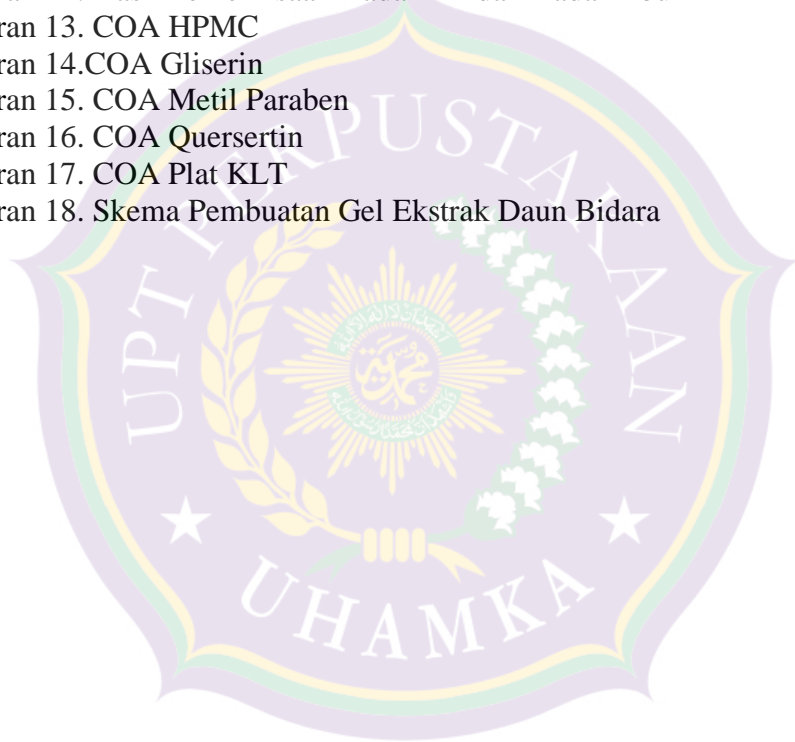 ran 13. COA HPMC
ran 14.COA Gliserin
ran 15. COA Metil Paraben
ran 16. COA Quersertin
ran 17. COA Plat KLT
ran 18. Skema Pembuatan Gel Ekstrak Daun Bidara
UPT PERPUSTAKAAN
UHAMKA